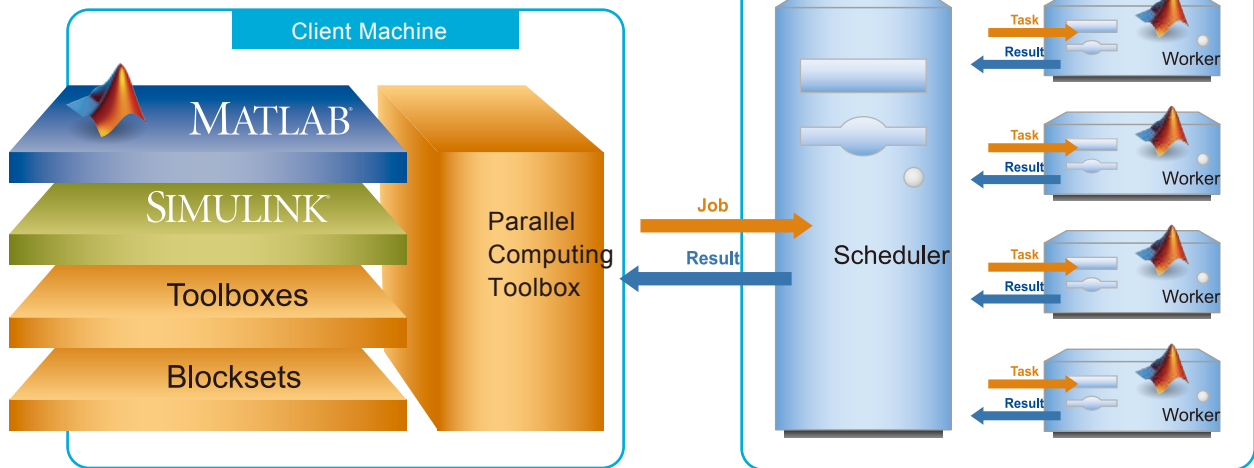 Client Machine
MATLAB®
SIMULINK®
Toolboxes
Blocksets
Parallel
Computing
Toolbox
Job
Result
Scheduler
Task
Result
Worker
Task
Result
Worker
Task
Result
Worker
Task
Result
Worker